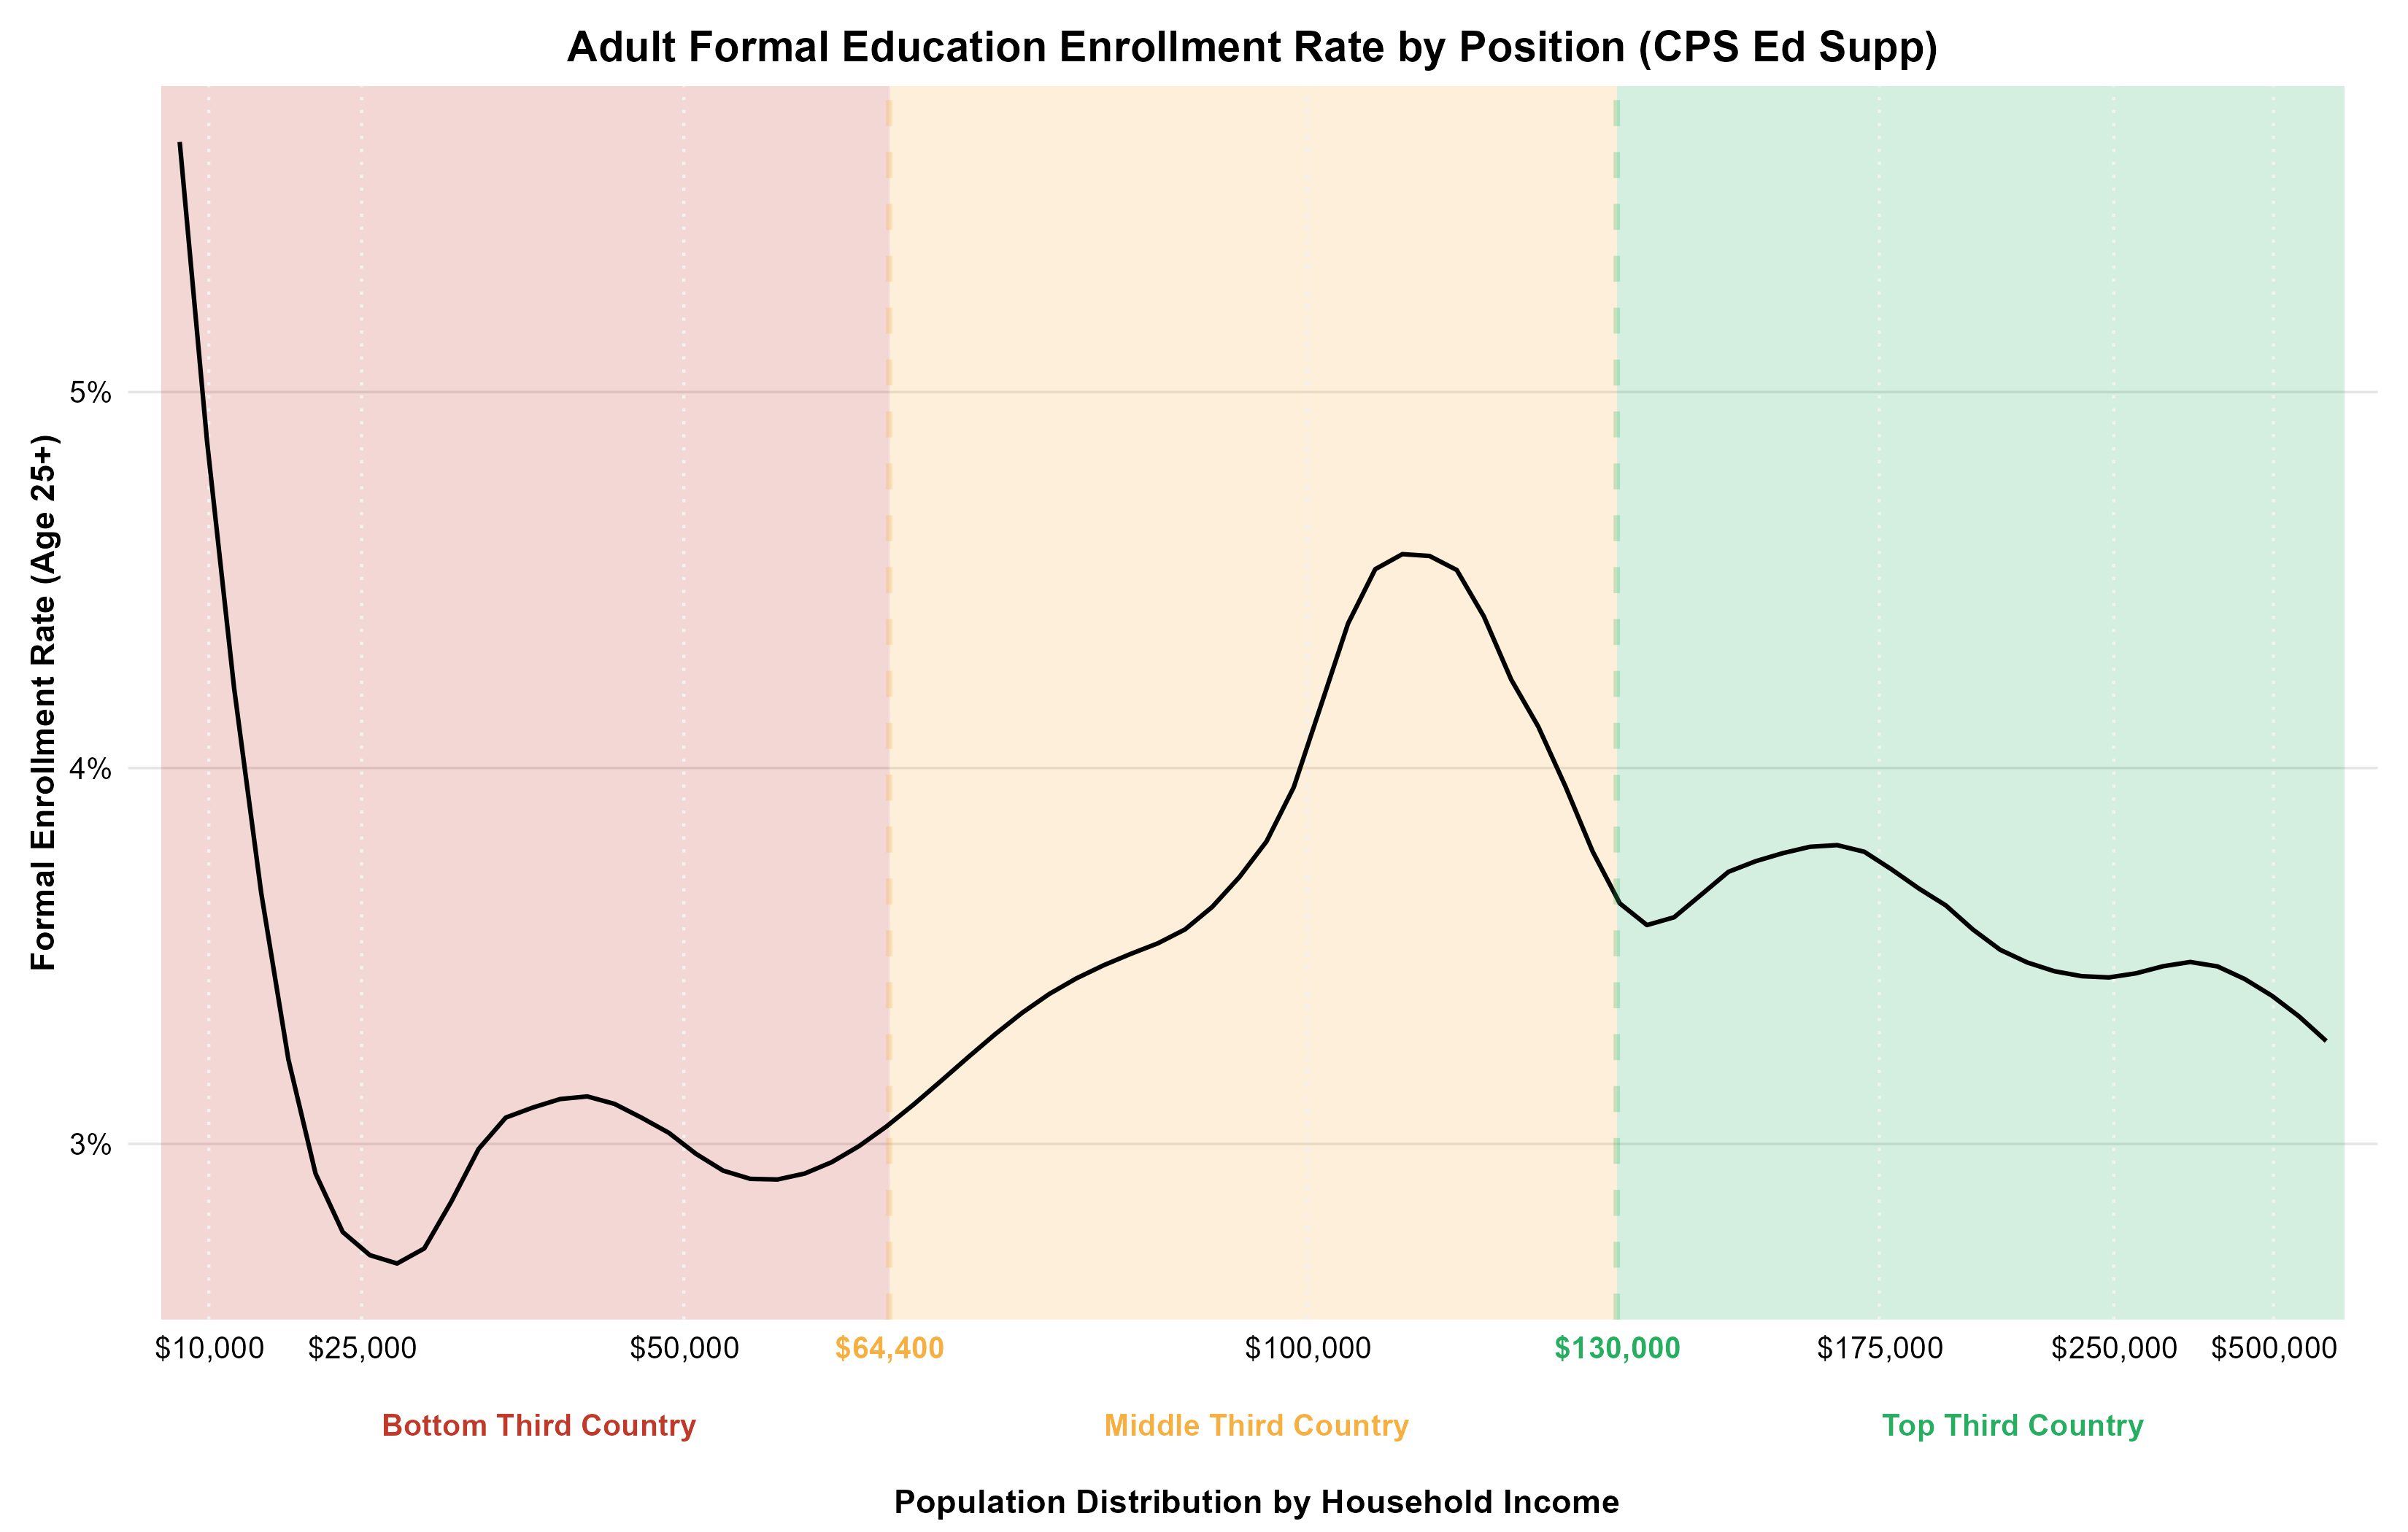 Adult Formal Education Enrollment Rate by Position (CPS Ed Supp)
Formal Enrollment Rate (Age 25+)
5%
4%
3%
$10,000 $25,000 $50,000 $64,400 $100,000 $130,000 $175,000 $250,000 $500,000
Bottom Third Country Middle Third Country Top Third Country
Population Distribution by Household Income